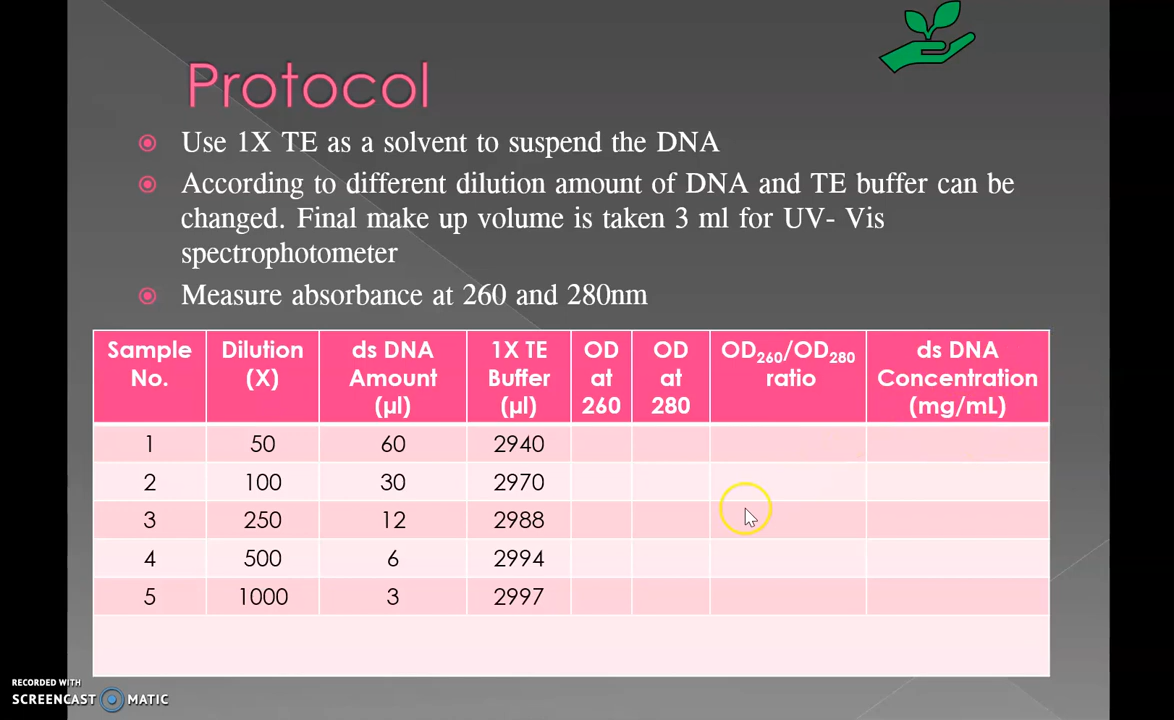 Protocol
Use 1X TE as a solvent to suspend the DNA
According to different dilution amount of DNA and TE buffer can be
changed. Final make up volume is taken 3 ml for UV- Vis
spectrophotometer
Measure absorbance at 260 and 280nm
Sample No. Dilution (X) ds DNA Amount (µl) 1X TE Buffer (µl) OD at 260 OD at 280 OD260/OD280 ratio ds DNA Concentration (mg/mL)
1 50 60 2940
2 100 30 2970
3 250 12 2988
4 500 6 2994
5 1000 3 2997
RECORDED WITH
SCREENCAST MATIC